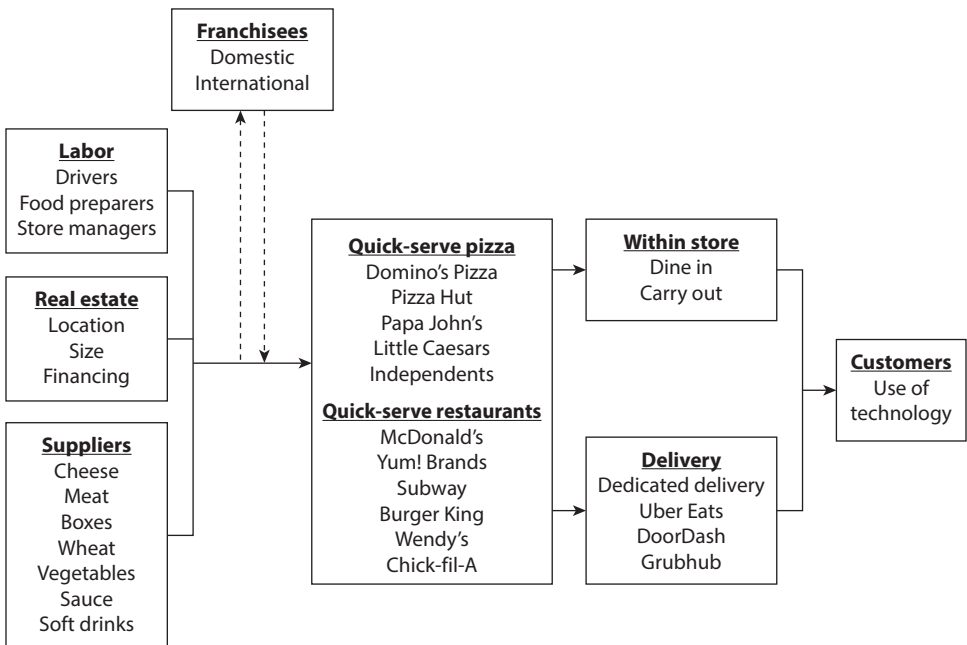 Franchisees
Domestic
International
Labor
Drivers
Food preparers
Store managers
Real estate
Location
Size
Financing
Suppliers
Cheese
Meat
Boxes
Wheat
Vegetables
Sauce
Soft drinks
Quick-serve pizza
Domino’s Pizza
Pizza Hut
Papa John’s
Little Caesars
Independents
Quick-serve restaurants
McDonald’s
Yum! Brands
Subway
Burger King
Wendy’s
Chick-fil-A
Within store
Dine in
Carry out
Delivery
Dedicated delivery
Uber Eats
DoorDash
Grubhub
Customers
Use of
technology